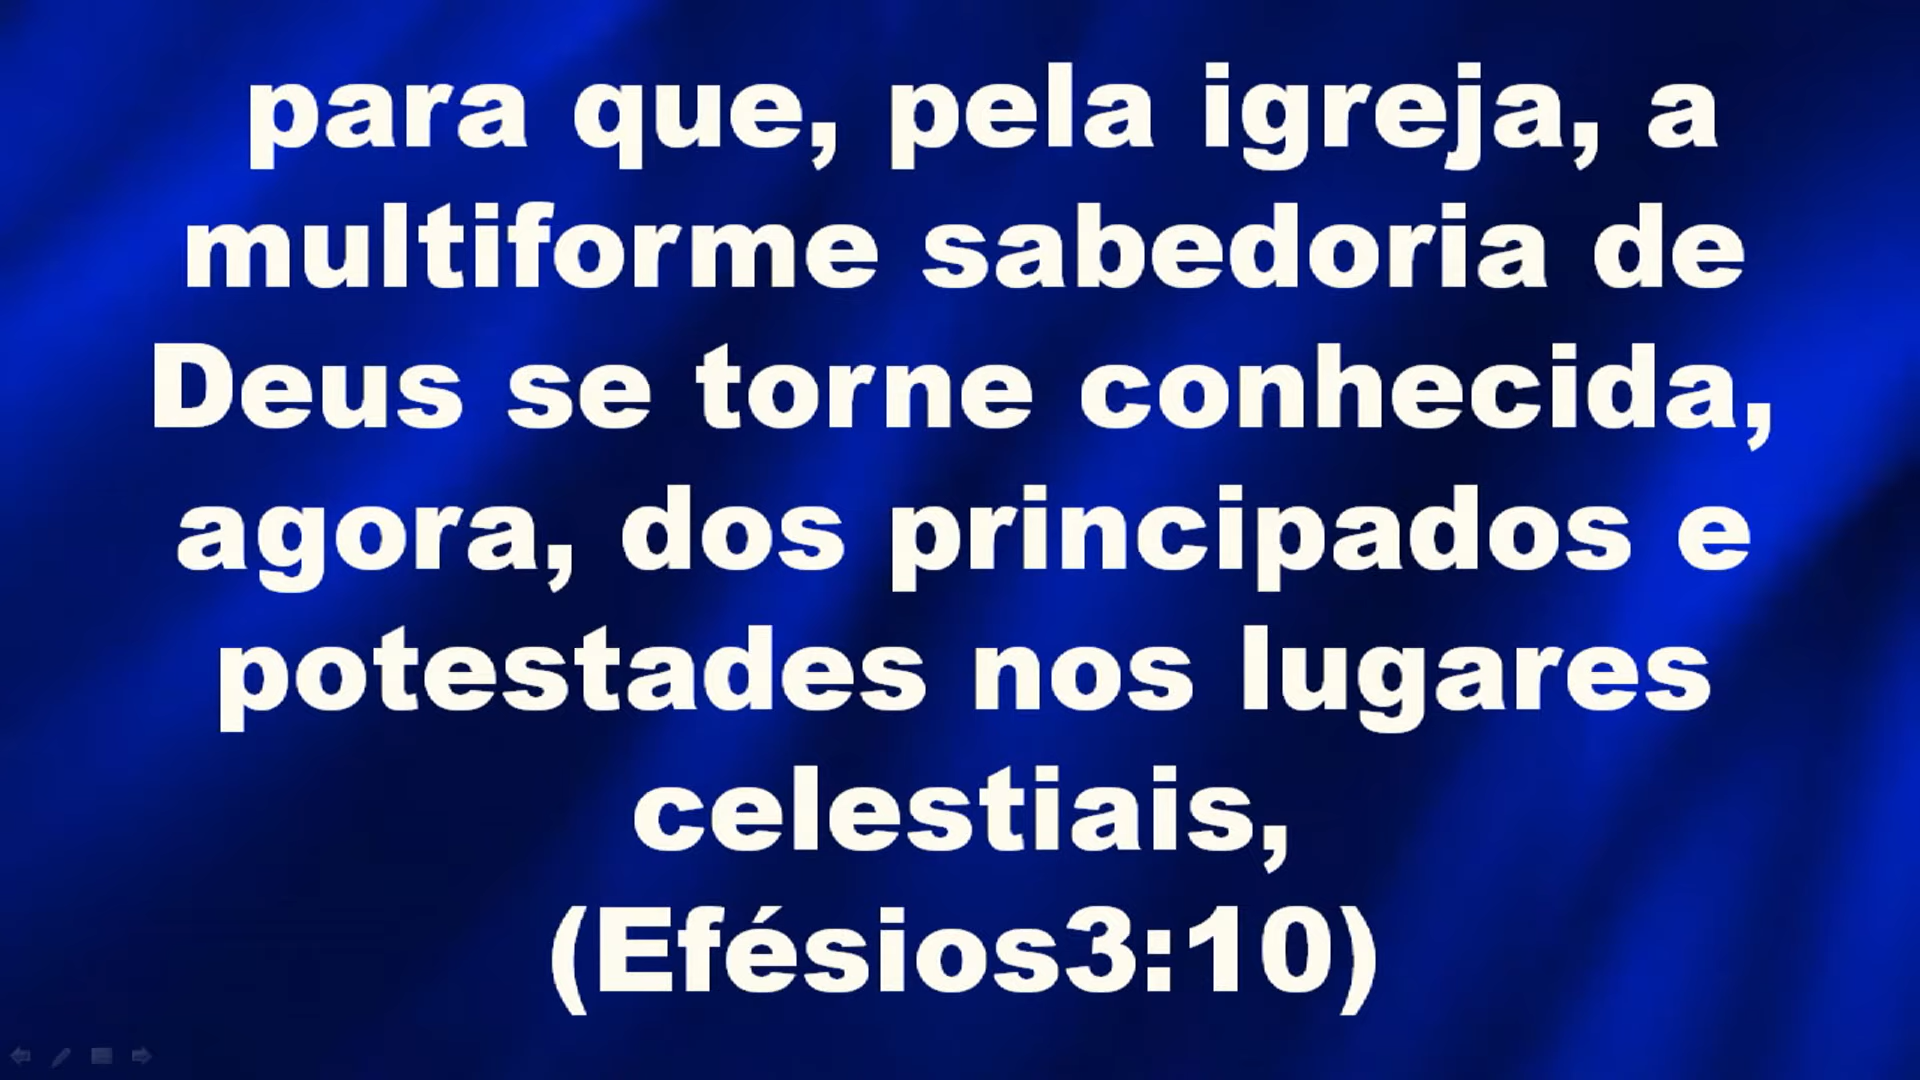 para que, pela igreja, a
multiforme sabedoria de
Deus se torne conhecida,
agora, dos principados e
potestades nos lugares
celestiais,
(Efésios3:10)